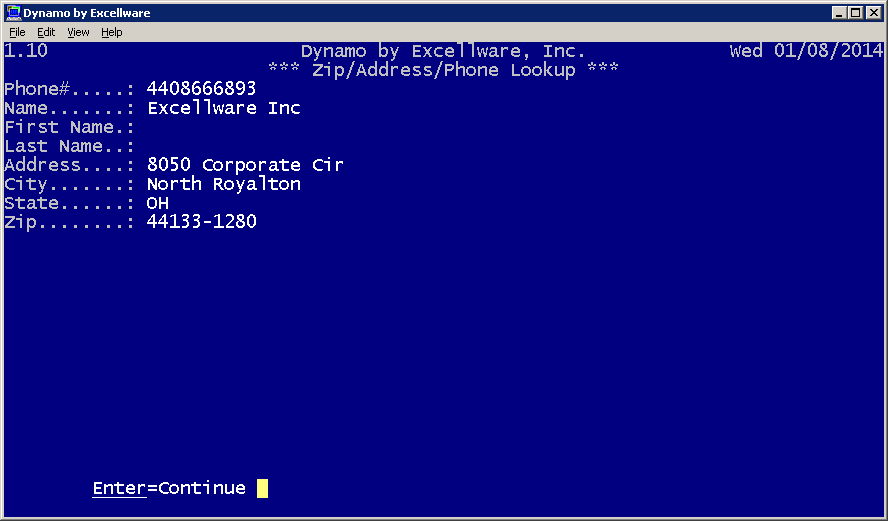 Dynamo by Excellware
File Edit View Help
1.10 Dynamo by Excellware, Inc. Wed 01/08/2014
*** Zip/Address/Phone Lookup ***
Phone#.....: 4408666893
Name.......: Excellware Inc
First Name.:
Last Name..:
Address....: 8050 Corporate Cir
City.......: North Royalton
State......: OH
Zip........: 44133-1280
Enter=Continue